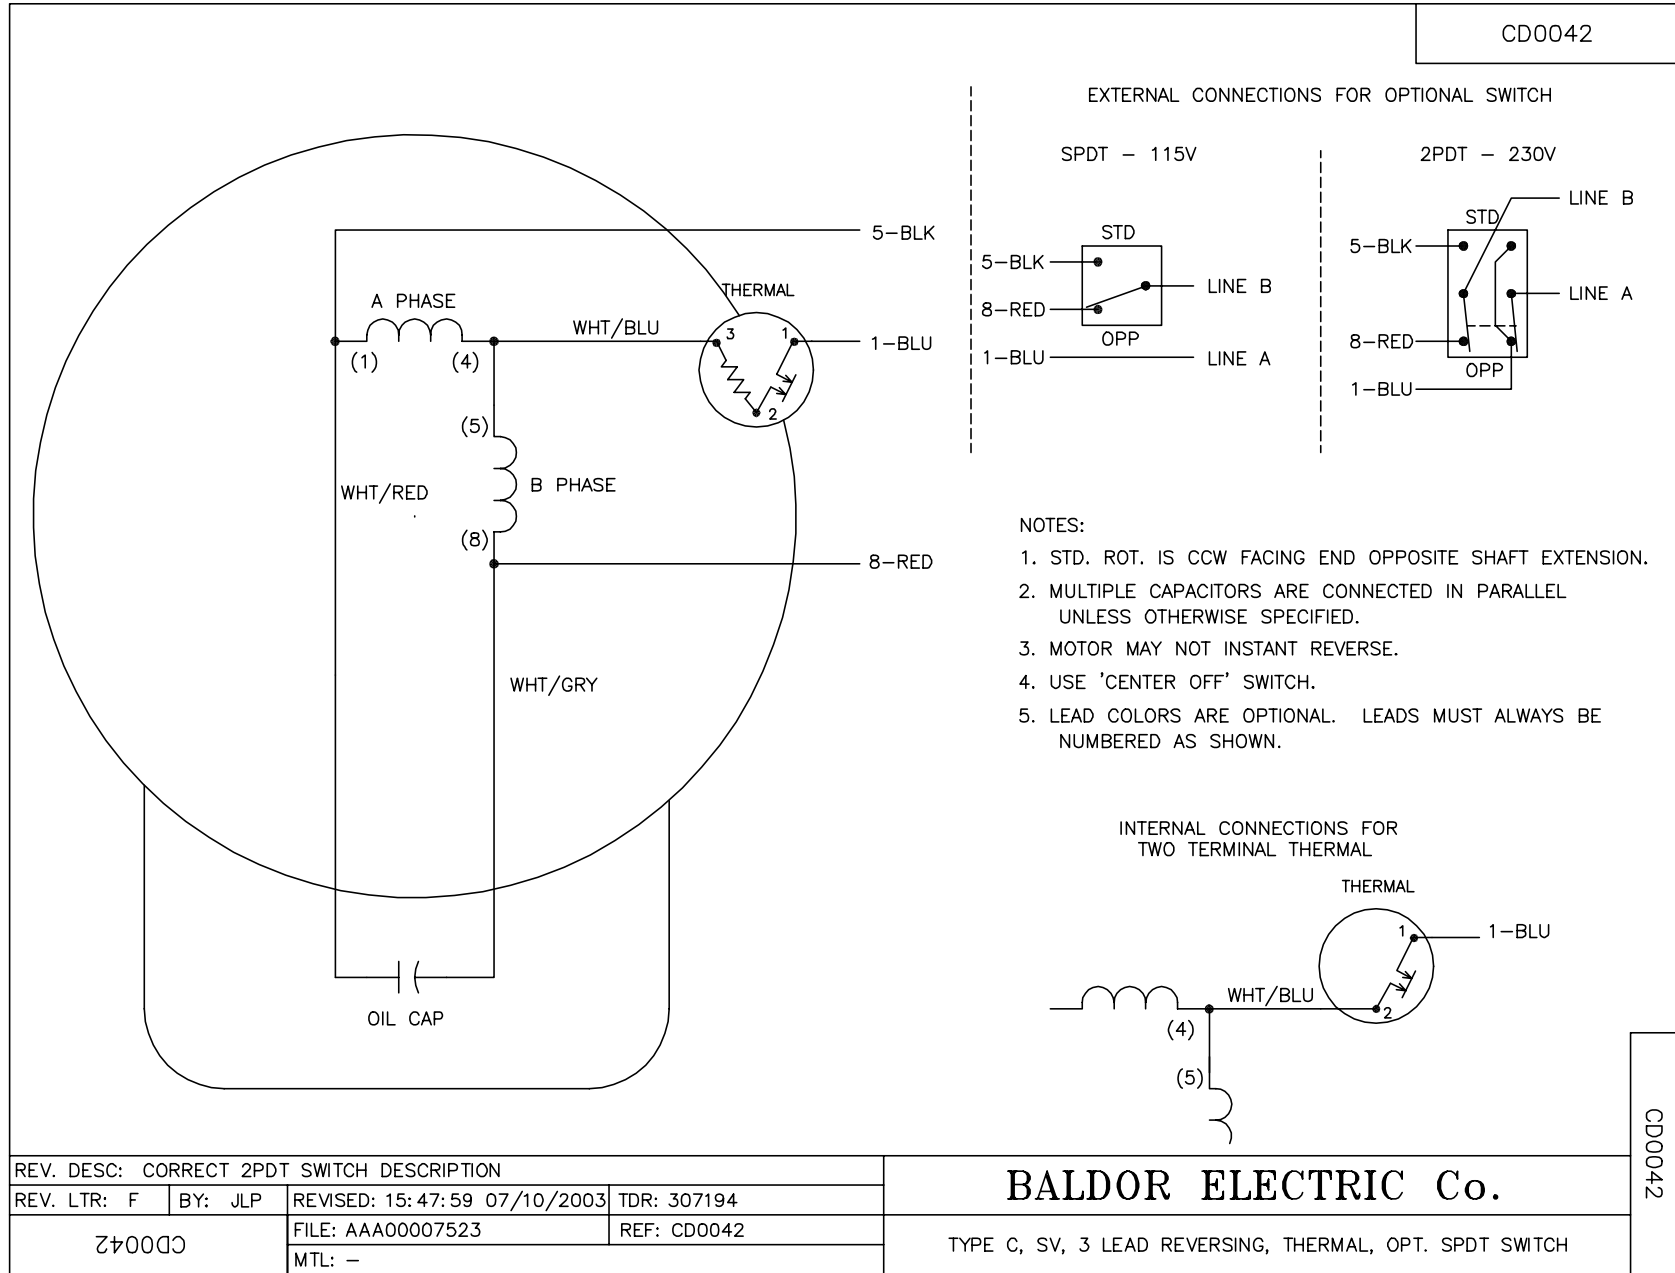 CD0042
EXTERNAL CONNECTIONS FOR OPTIONAL SWITCH
SPDT – 115V
2PDT – 230V
STD
5–BLK
8–RED
OPP
1–BLU
LINE B
LINE A
STD
5–BLK
8–RED
OPP
1–BLU
LINE B
LINE A
5–BLK
A PHASE
(1)
(4)
WHT/BLU
THERMAL
3
1
2
1–BLU
(5)
B PHASE
(8)
WHT/RED
8–RED
WHT/GRY
OIL CAP
NOTES:
1. STD. ROT. IS CCW FACING END OPPOSITE SHAFT EXTENSION.
2. MULTIPLE CAPACITORS ARE CONNECTED IN PARALLEL
UNLESS OTHERWISE SPECIFIED.
3. MOTOR MAY NOT INSTANT REVERSE.
4. USE 'CENTER OFF' SWITCH.
5. LEAD COLORS ARE OPTIONAL. LEADS MUST ALWAYS BE
NUMBERED AS SHOWN.
INTERNAL CONNECTIONS FOR
TWO TERMINAL THERMAL
THERMAL
1
1–BLU
WHT/BLU
2
(4)
(5)
CD0042
REV. DESC: CORRECT 2PDT SWITCH DESCRIPTION
REV. LTR: F
BY: JLP
REVISED: 15:47:59 07/10/2003
TDR: 307194
CD0042
FILE: AAA00007523
REF: CD0042
MTL: –
BALDOR ELECTRIC Co.
TYPE C, SV, 3 LEAD REVERSING, THERMAL, OPT. SPDT SWITCH